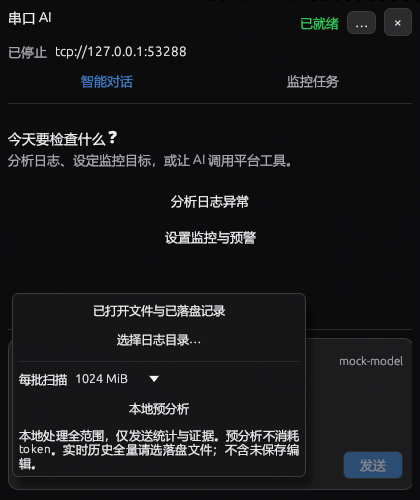 串口 AI
已就绪
...
×
已停止 tcp://127.0.0.1:53288
智能对话
监控任务
今天要检查什么?
分析日志、设定监控目标，或让 AI 调用平台工具。
分析日志异常
设置监控与预警
已打开文件与已落盘记录
选择日志目录...
每批扫描 1024 MiB
本地预分析
本地处理全范围，仅发送统计与证据。预分析不消耗
token。实时历史全量请选落盘文件；不含未保存编
辑。
mock-model
发送